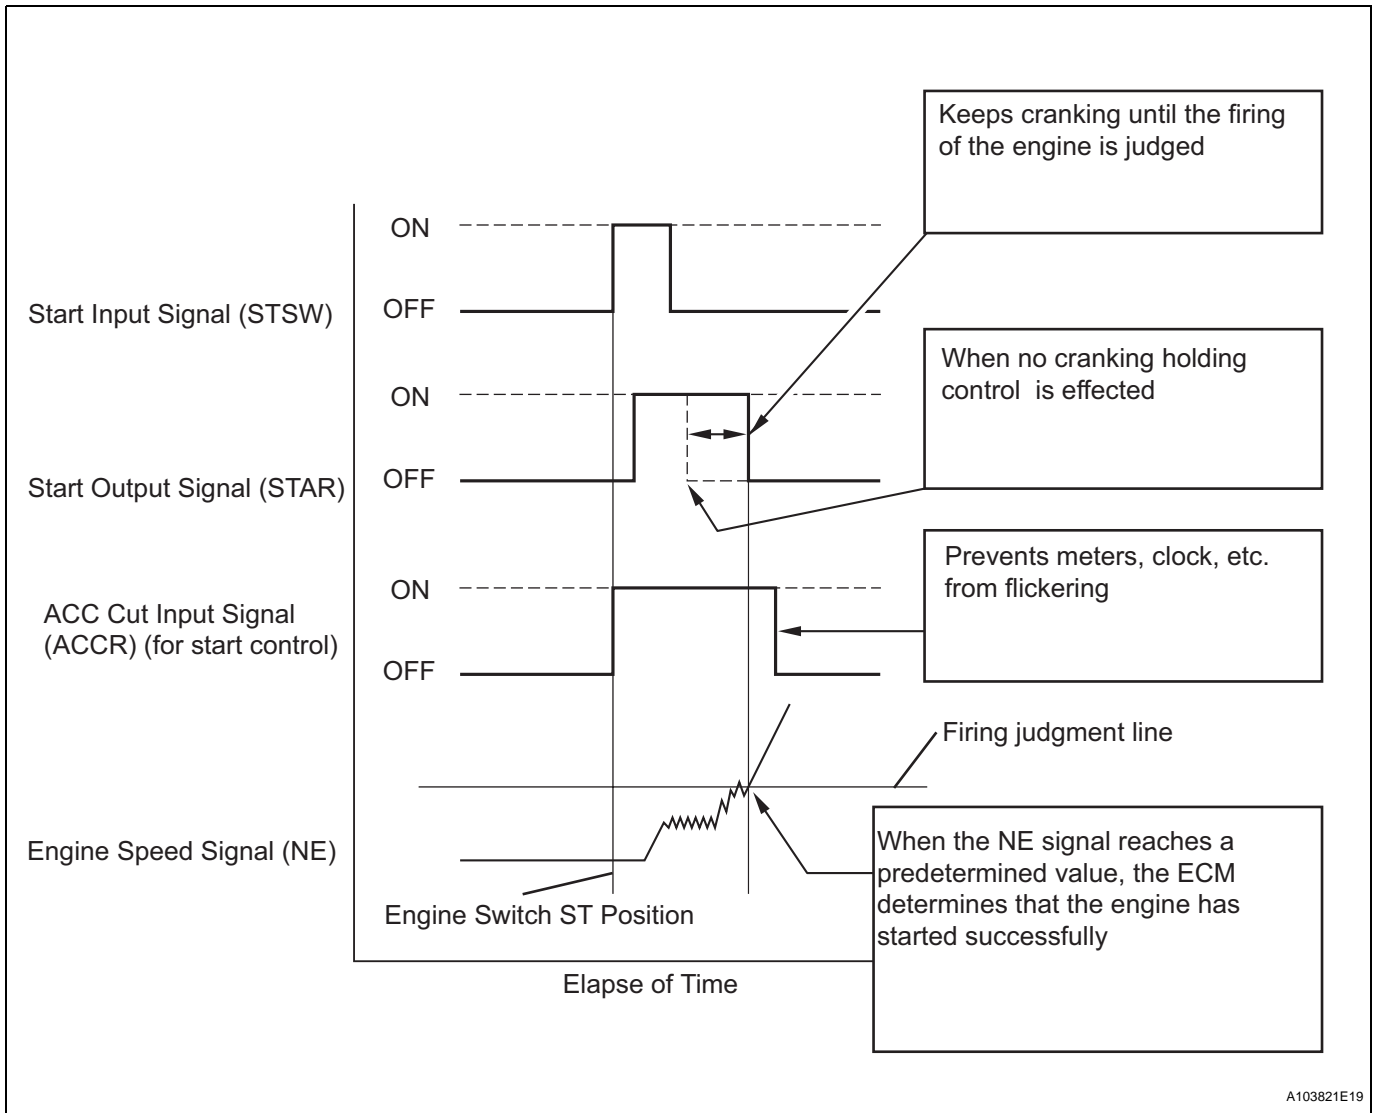 Keeps cranking until the firing
of the engine is judged
ON
OFF
Start Input Signal (STSW)
When no cranking holding
control is effected
ON
OFF
Start Output Signal (STAR)
Prevents meters, clock, etc.
from flickering
ON
OFF
ACC Cut Input Signal
(ACCR) (for start control)
Firing judgment line
Engine Speed Signal (NE)
When the NE signal reaches a
predetermined value, the ECM
determines that the engine has
started successfully
Engine Switch ST Position
Elapse of Time
A103821E19